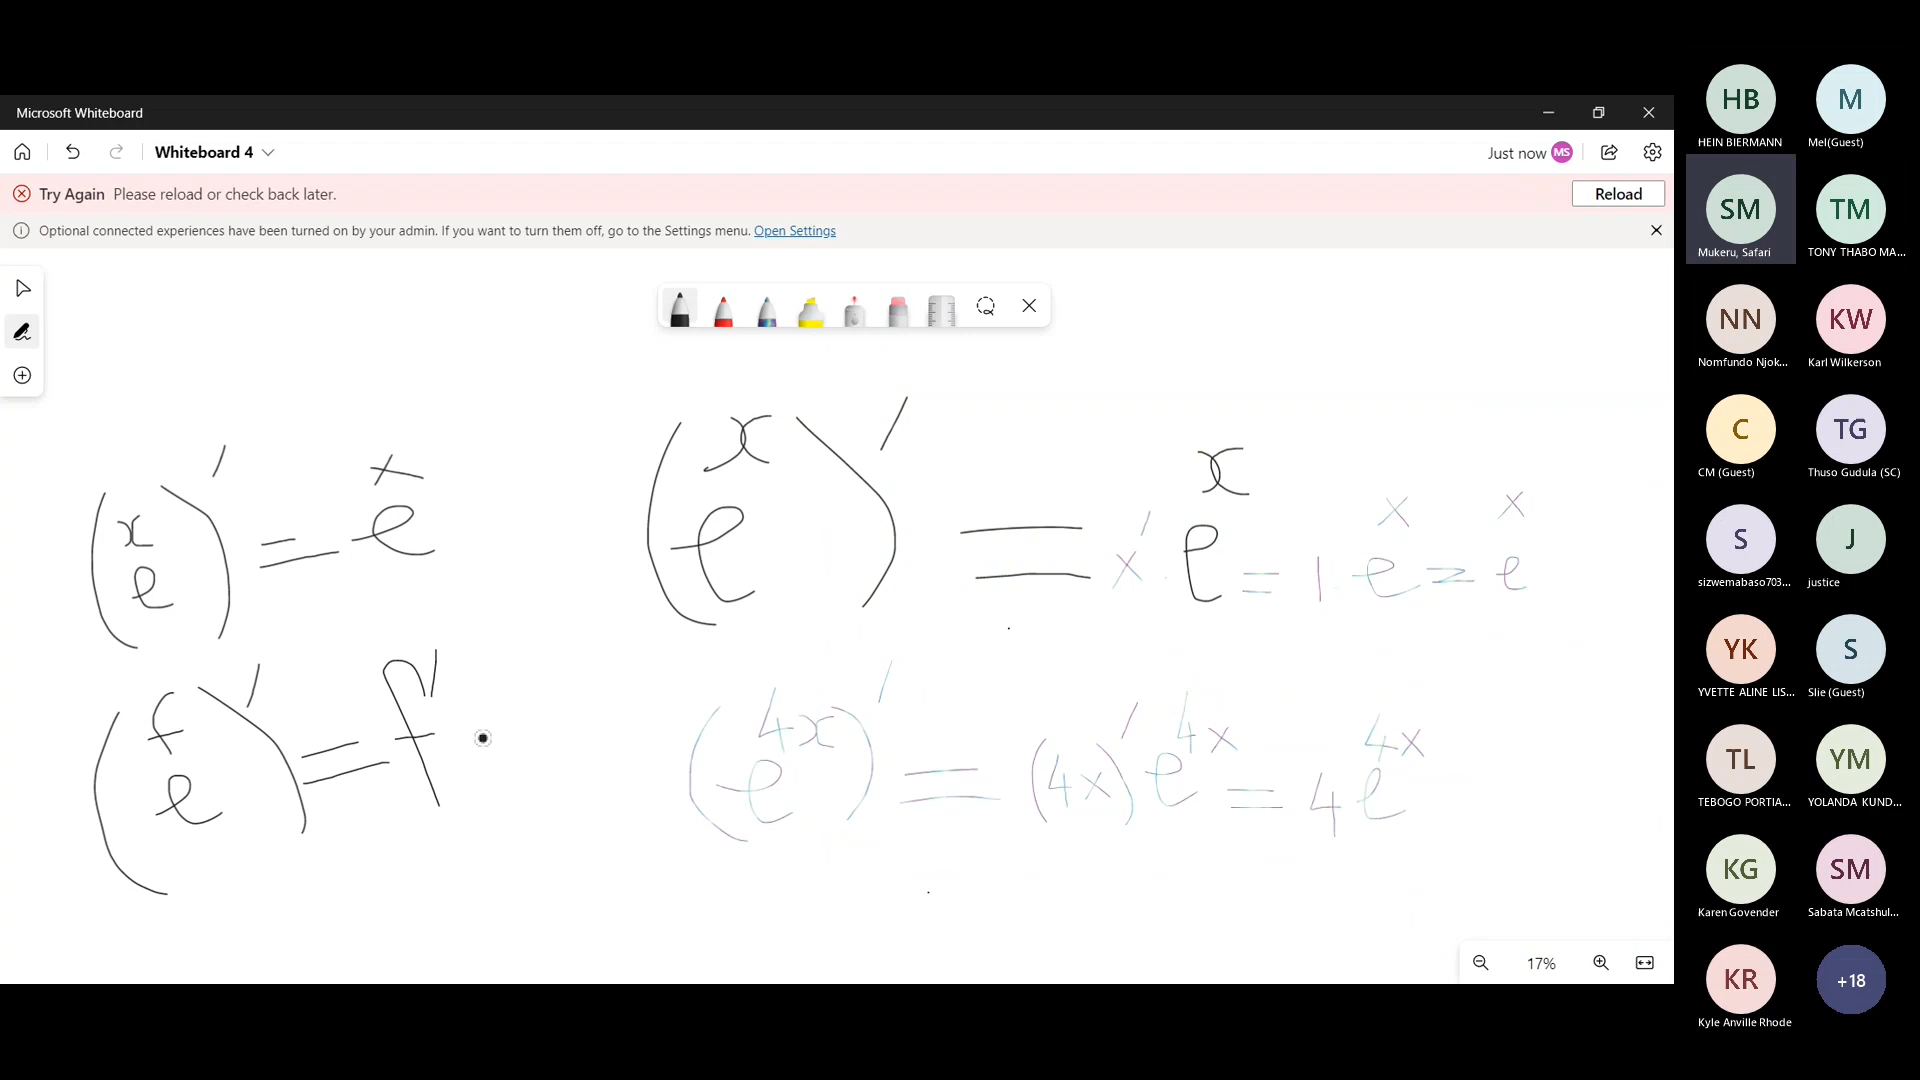 Microsoft Whiteboard
Whiteboard 4
Just now MS
Try Again Please reload or check back later.
Reload
Optional connected experiences have been turned on by your admin. If you want to turn them off, go to the Settings menu. Open Settings
(e^x)' = e^x
(e^f)' = f'
(e^x)' = x' . e^x = 1 . e^x = e^x
(e^4x)' = (4x)' e^4x = 4 e^4x
17%
HB
HEIN BIERMANN
M
Mel(Guest)
SM
Mukeru, Safari
TM
TONY THABO MA...
NN
Nomfundo Njok...
KW
Karl Wilkerson
C
CM (Guest)
TG
Thuso Gudula (SC)
S
sizwemabaso703...
J
justice
YK
YVETTE ALINE LIS...
S
Slie (Guest)
TL
TEBOGO PORTIA...
YM
YOLANDA KUND...
KG
Karen Govender
SM
Sabata Mcatshul...
KR
Kyle Anville Rhode
+18